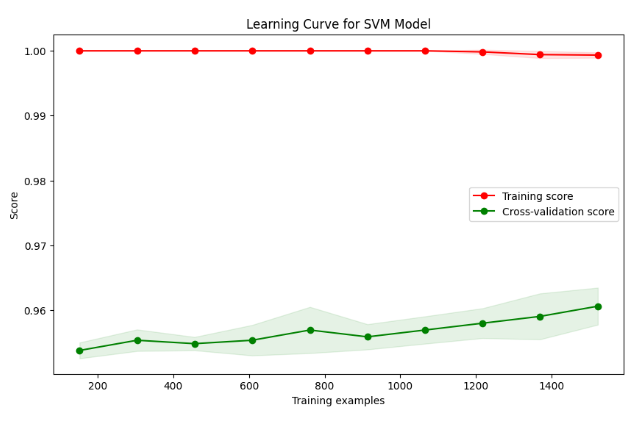 Learning Curve for SVM Model
1.00
0.99
0.98
0.97
0.96
Score
Training score
Cross-validation score
200 400 600 800 1000 1200 1400
Training examples